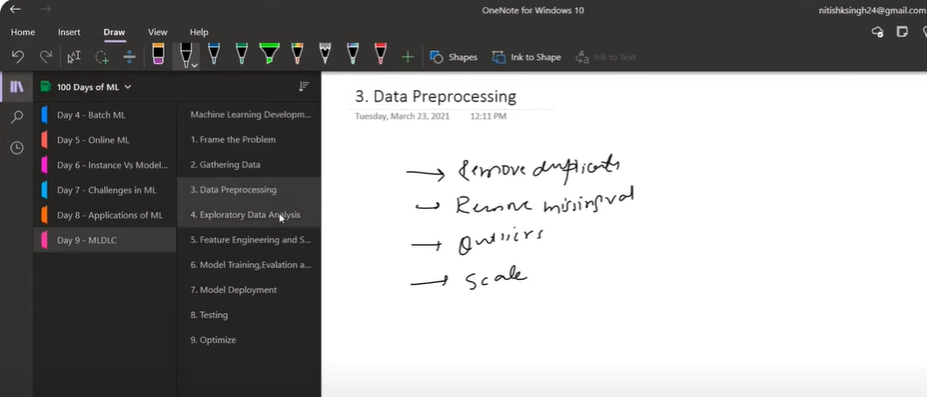 OneNote for Windows 10
nitishksingh24@gmail.com
Home Insert Draw View Help
Shapes Ink to Shape Ink to Text
100 Days of ML
Day 4 - Batch ML
Day 5 - Online ML
Day 6 - Instance Vs Model...
Day 7 - Challenges in ML
Day 8 - Applications of ML
Day 9 - MLDLC
Machine Learning Developm...
1. Frame the Problem
2. Gathering Data
3. Data Preprocessing
4. Exploratory Data Analysis
5. Feature Engineering and S...
6. Model Training,Evalation a...
7. Model Deployment
8. Testing
9. Optimize
3. Data Preprocessing
Tuesday, March 23, 2021 12:11 PM
→ Remove duplicates
→ Remove missing val
→ Outliers
→ Scale